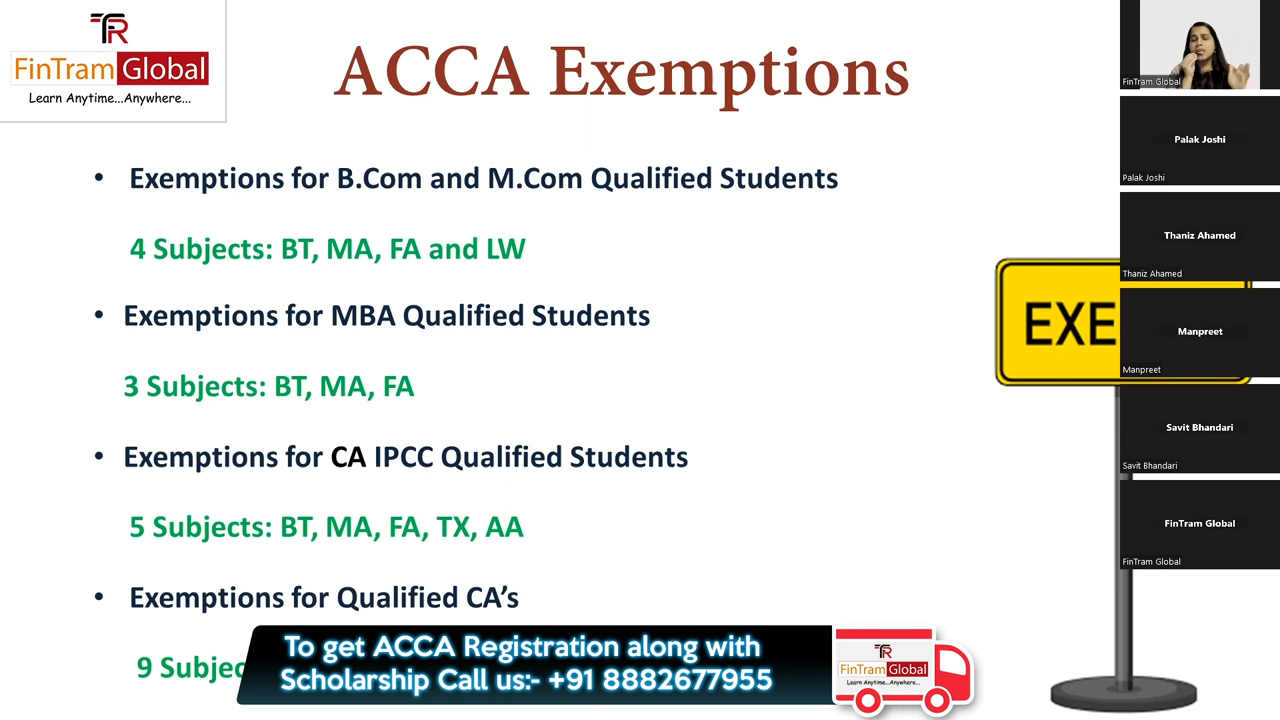 TR
FinTram Global
Learn Anytime...Anywhere...
ACCA Exemptions
• Exemptions for B.Com and M.Com Qualified Students
4 Subjects: BT, MA, FA and LW
• Exemptions for MBA Qualified Students
3 Subjects: BT, MA, FA
• Exemptions for CA IPCC Qualified Students
5 Subjects: BT, MA, FA, TX, AA
• Exemptions for Qualified CA’s
9 Subjec
To get ACCA Registration along with
Scholarship Call us:- +91 8882677955
TR
FinTram Global
Learn Anytime...Anywhere...
EXE
FinTram Global
Palak Joshi
Palak Joshi
Thaniz Ahamed
Thaniz Ahamed
Manpreet
Manpreet
Savit Bhandari
Savit Bhandari
FinTram Global
FinTram Global